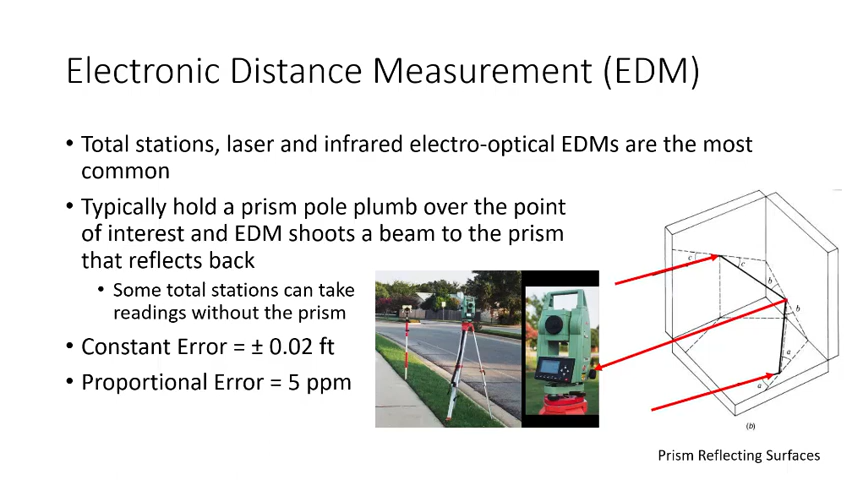 Electronic Distance Measurement (EDM)
• Total stations, laser and infrared electro-optical EDMs are the most
common
• Typically hold a prism pole plumb over the point
of interest and EDM shoots a beam to the prism
that reflects back
• Some total stations can take
readings without the prism
• Constant Error = ± 0.02 ft
• Proportional Error = 5 ppm
c
c
b
b
a
a
(b)
Prism Reflecting Surfaces